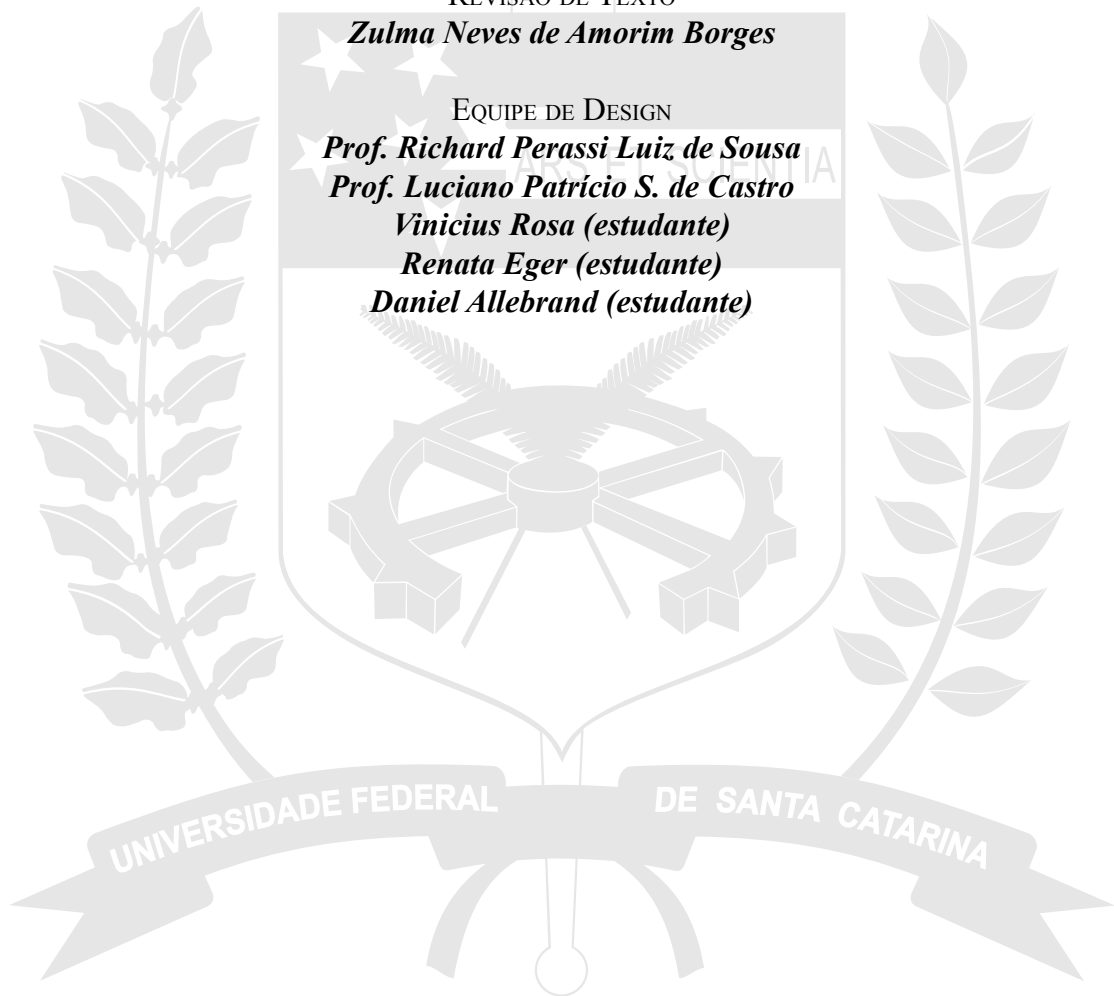 REVISÃO DE TEXTO
Zulma Neves de Amorim Borges
EQUIPE DE DESIGN
Prof. Richard Perassi Luiz de Sousa
Prof. Luciano Patrício S. de Castro
Vinicius Rosa (estudante)
Renata Eger (estudante)
Daniel Allebrand (estudante)
ARS ET SCIENTIA
UNIVERSIDADE FEDERAL DE SANTA CATARINA